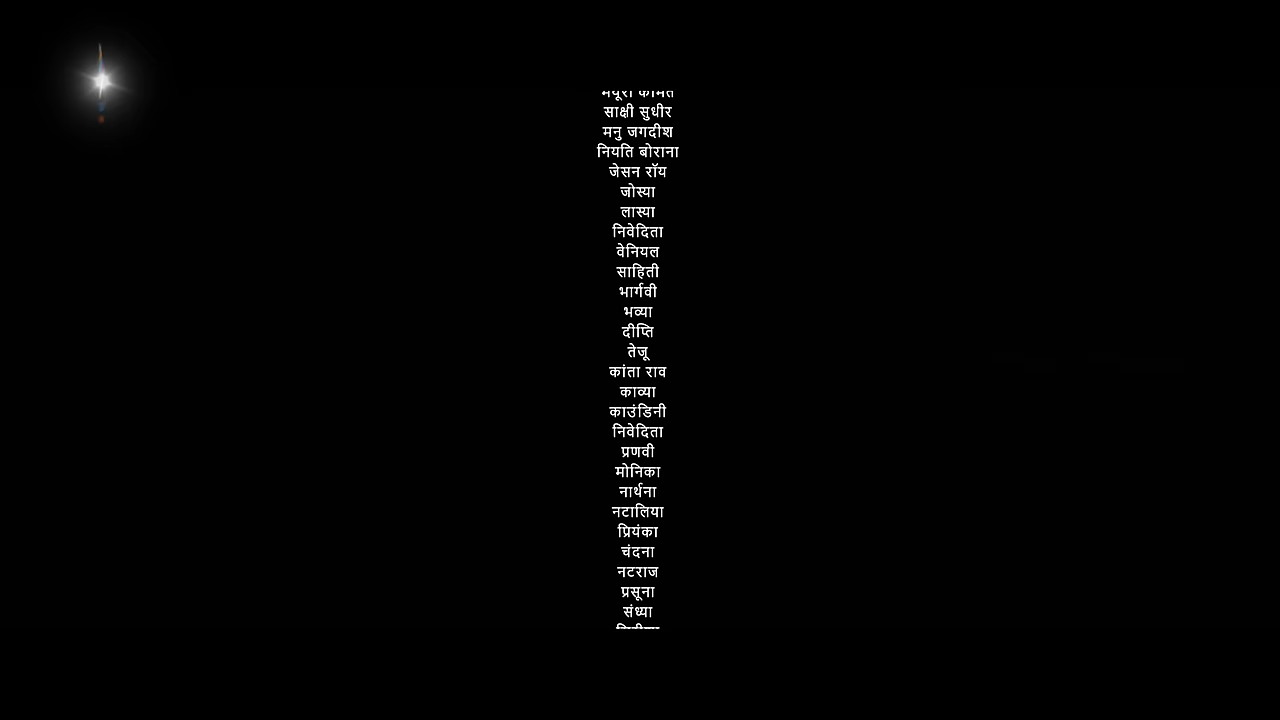 साक्षी सुधीर
मनु जगदीश
नियति बोराना
जेसन रॉय
जोस्या
लास्या
निवेदिता
वेनियल
साहिती
भार्गवी
भव्या
दीप्ति
तेजू
कांता राव
काव्या
काउंडिनी
निवेदिता
प्रणवी
मोनिका
नार्थना
नटालिया
प्रियंका
चंदना
नटराज
प्रसूना
संध्या